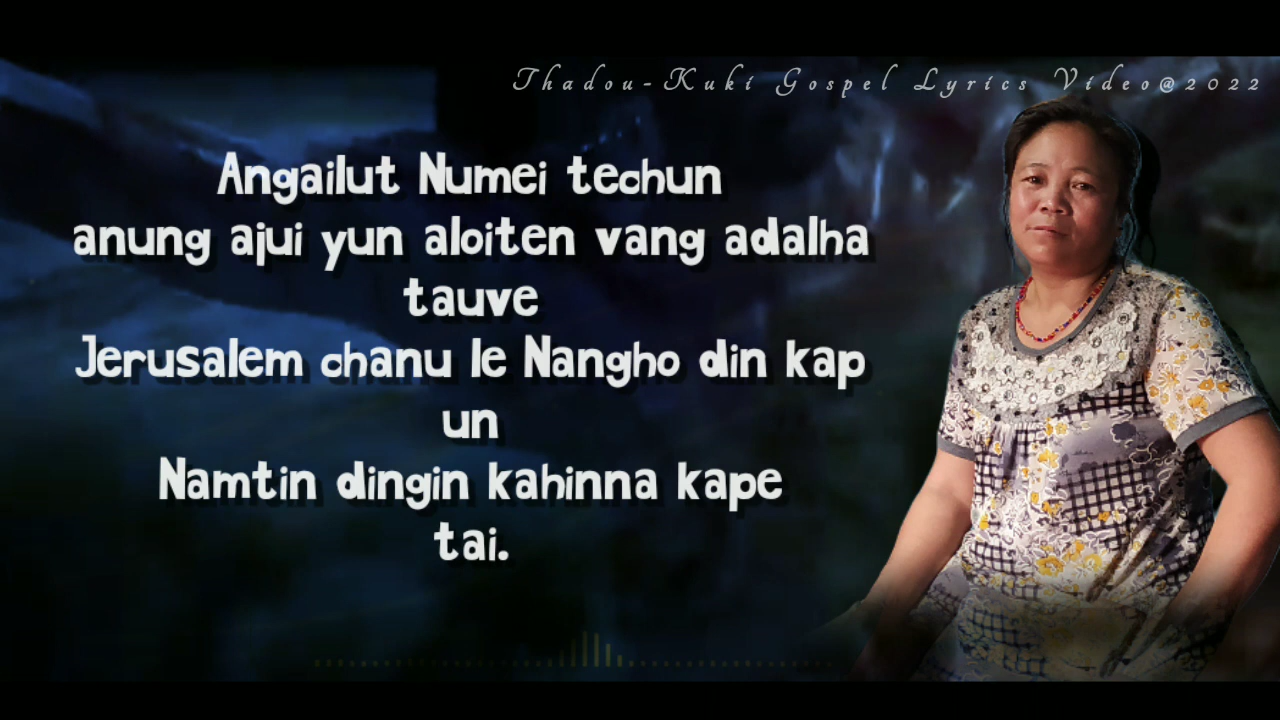 Thadou-Kuki Gospel Lyrics Video@2022
Angailut Numei techun
anung ajui yun aloiten vang adalha
tauve
Jerusalem chanu le Nangho din kap
un
Namtin dingin kahinna kape
tai.